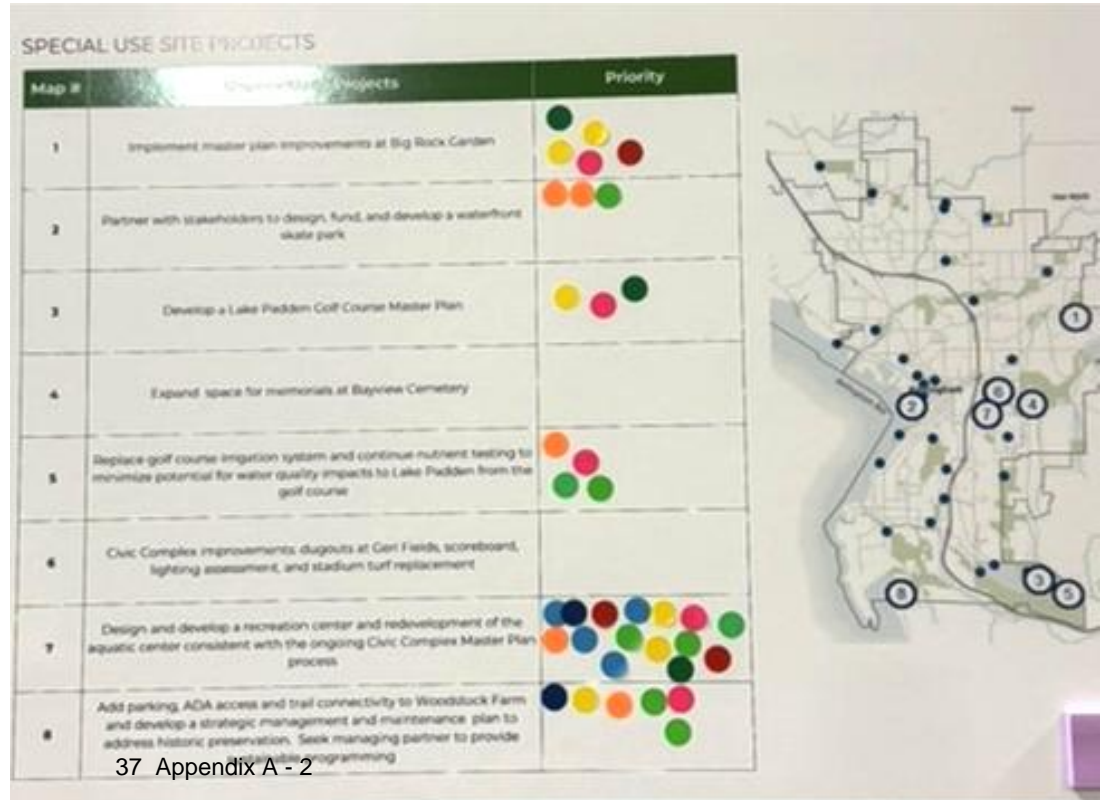 SPECIAL USE SITE PROJECTS
Map # Projects Priority
1 Implement master plan improvements at Big Rock Garden
2 Partner with stakeholders to design, fund, and develop a waterfront
skate park
3 Develop a Lake Padden Golf Course Master Plan
4 Expand space for memorials at Bayview Cemetery
5 Replace golf course irrigation system and continue nutrient testing to
minimize potential for water quality impacts to Lake Padden from the
golf course
6 Civic Complex improvements: dugouts at Geri Fields, scoreboard,
lighting assessment, and stadium turf replacement
7 Design and develop a recreation center and redevelopment of the
aquatic center consistent with the ongoing Civic Complex Master Plan
process
8 Add parking, ADA access and trail connectivity to Woodstock Farm
and develop a strategic management and maintenance plan to
address historic preservation. Seek managing partner to provide
programming
37 Appendix A - 2
1
6
2
7
4
3
8
5